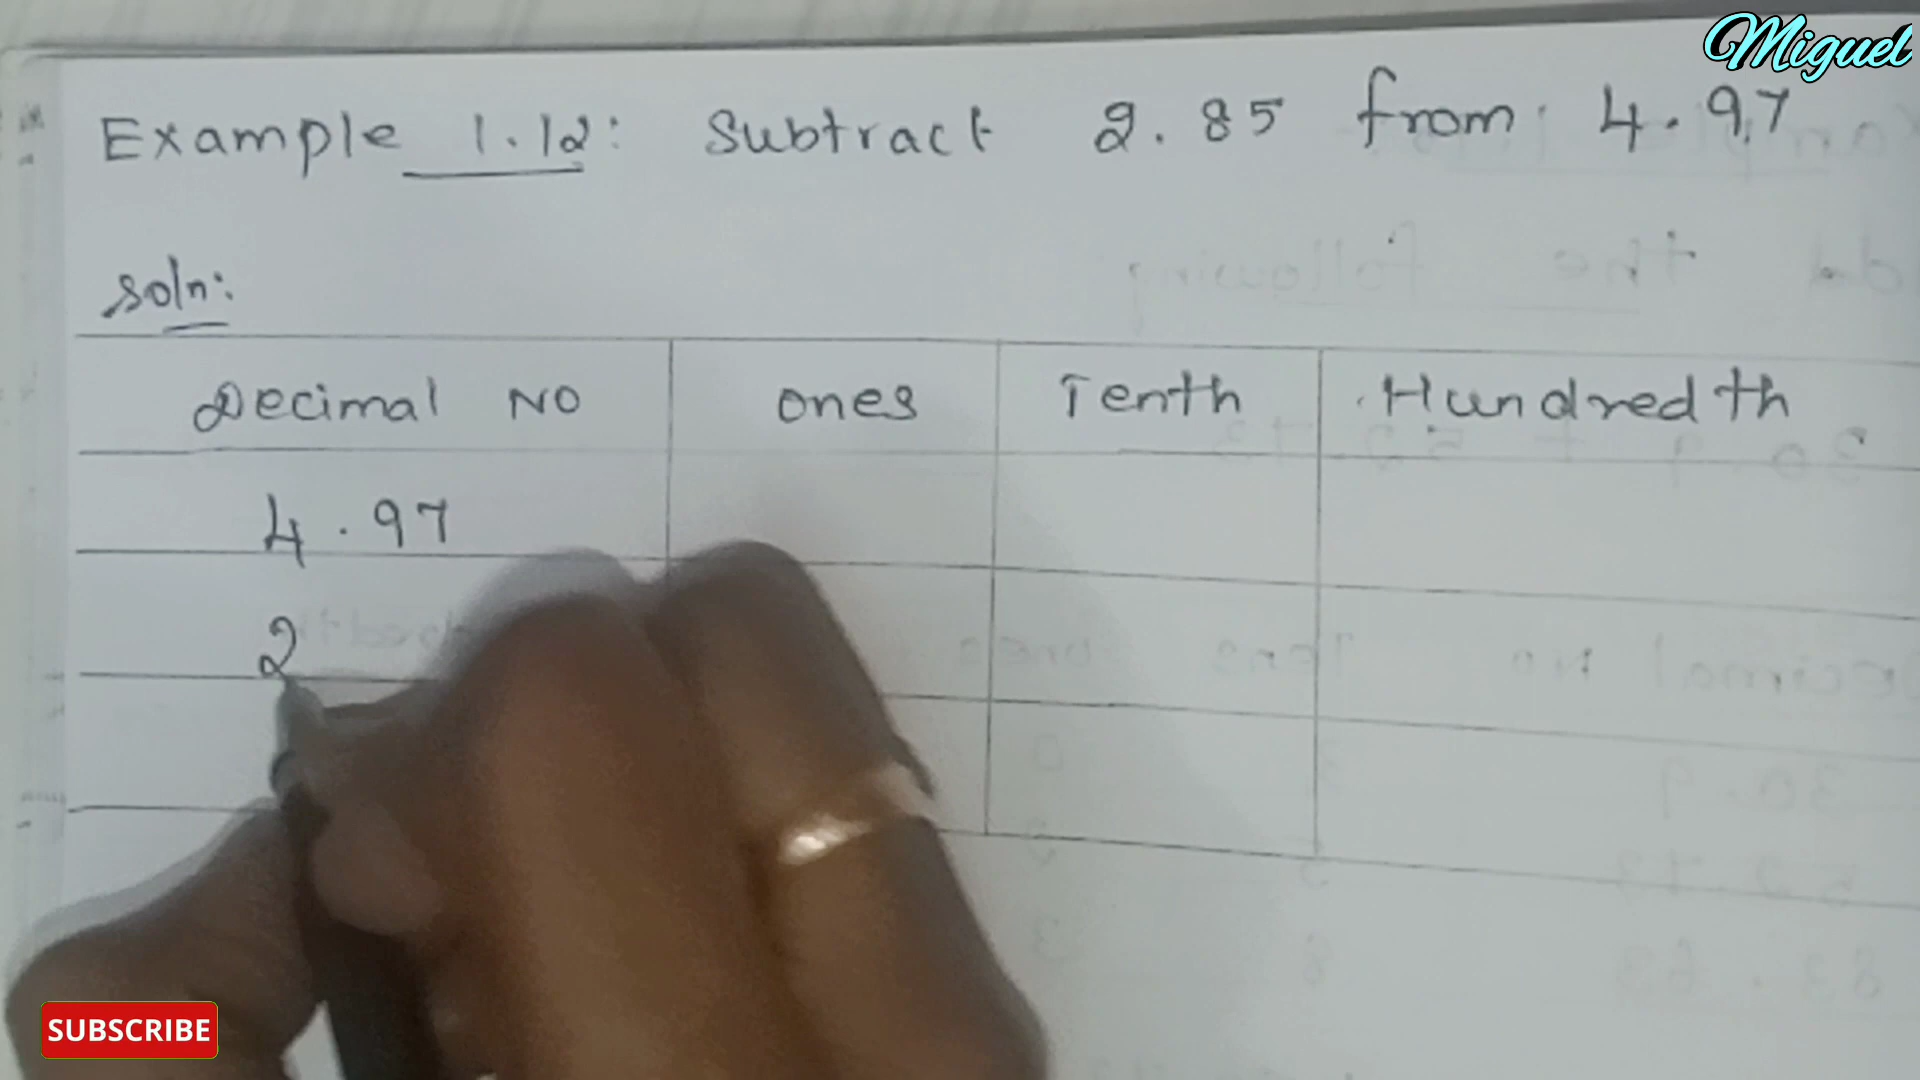 Miguel
Example 1.12: Subtract 2.85 from 4.97
Soln:
Decimal NO ones Tenth Hundredth
4.97
2
SUBSCRIBE